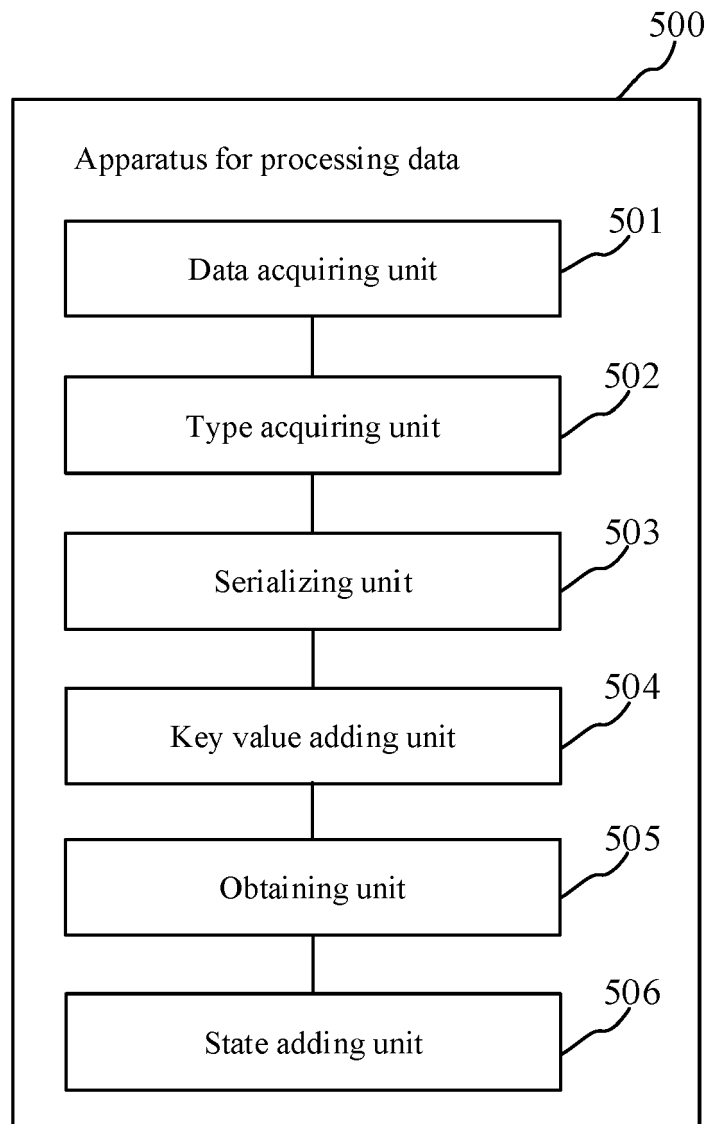 500
Apparatus for processing data
501
Data acquiring unit
502
Type acquiring unit
503
Serializing unit
504
Key value adding unit
505
Obtaining unit
506
State adding unit